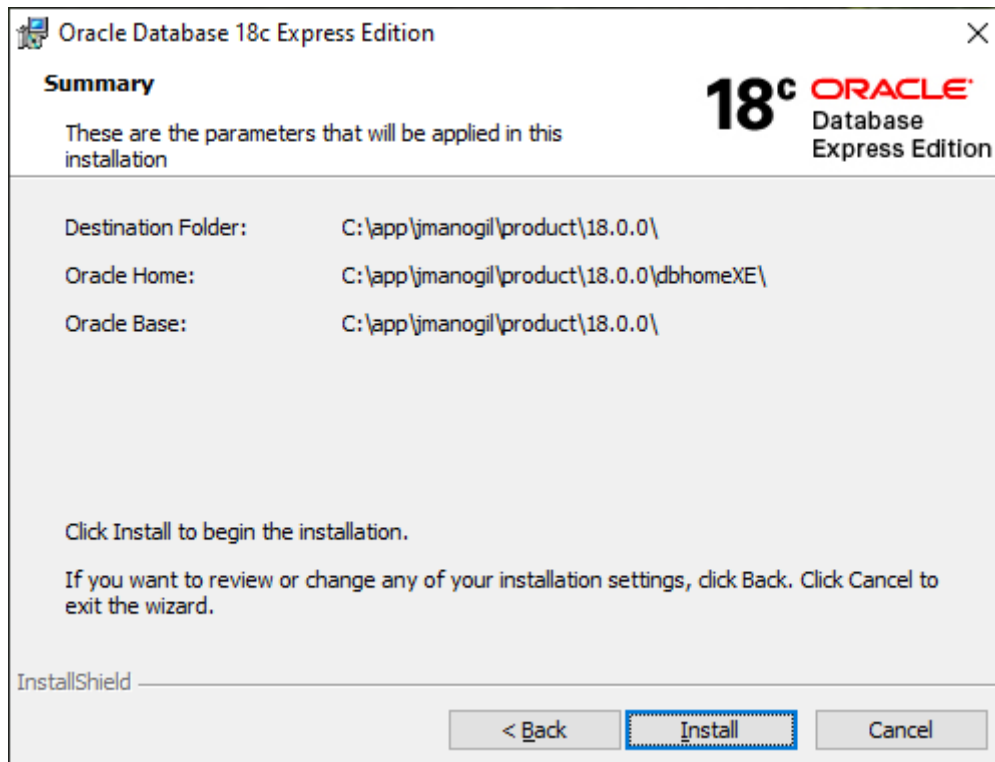 Oracle Database 18c Express Edition
Summary
These are the parameters that will be applied in this
installation
18c ORACLE
Database
Express Edition
Destination Folder: C:\app\jmanogil\product\18.0.0\
Oracle Home: C:\app\jmanogil\product\18.0.0\dbhomeXE\
Oracle Base: C:\app\jmanogil\product\18.0.0\
Click Install to begin the installation.
If you want to review or change any of your installation settings, click Back. Click Cancel to
exit the wizard.
InstallShield
< Back Install Cancel